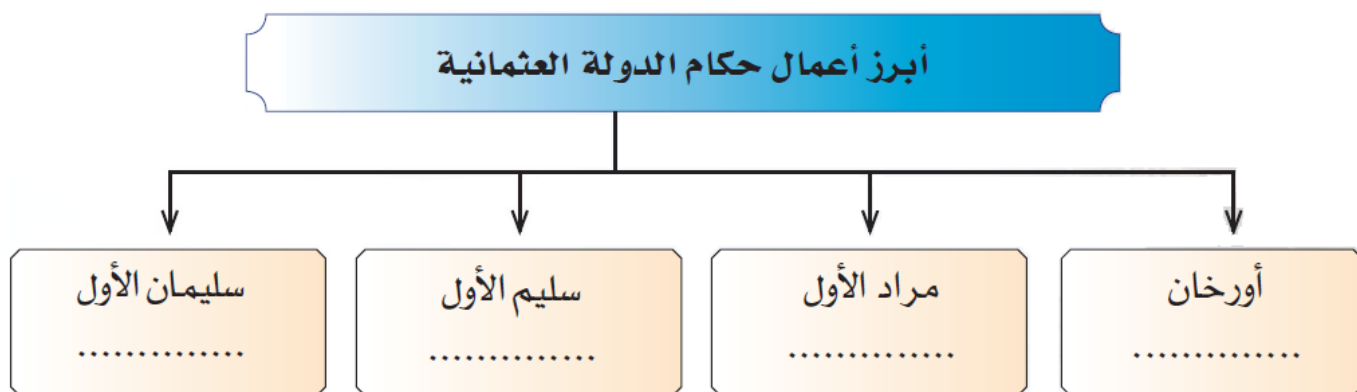 أبرز أعمال حكام الدولة العثمانية
أورخان
..............
مراد الأول
..............
سليم الأول
..............
سليمان الأول
..............